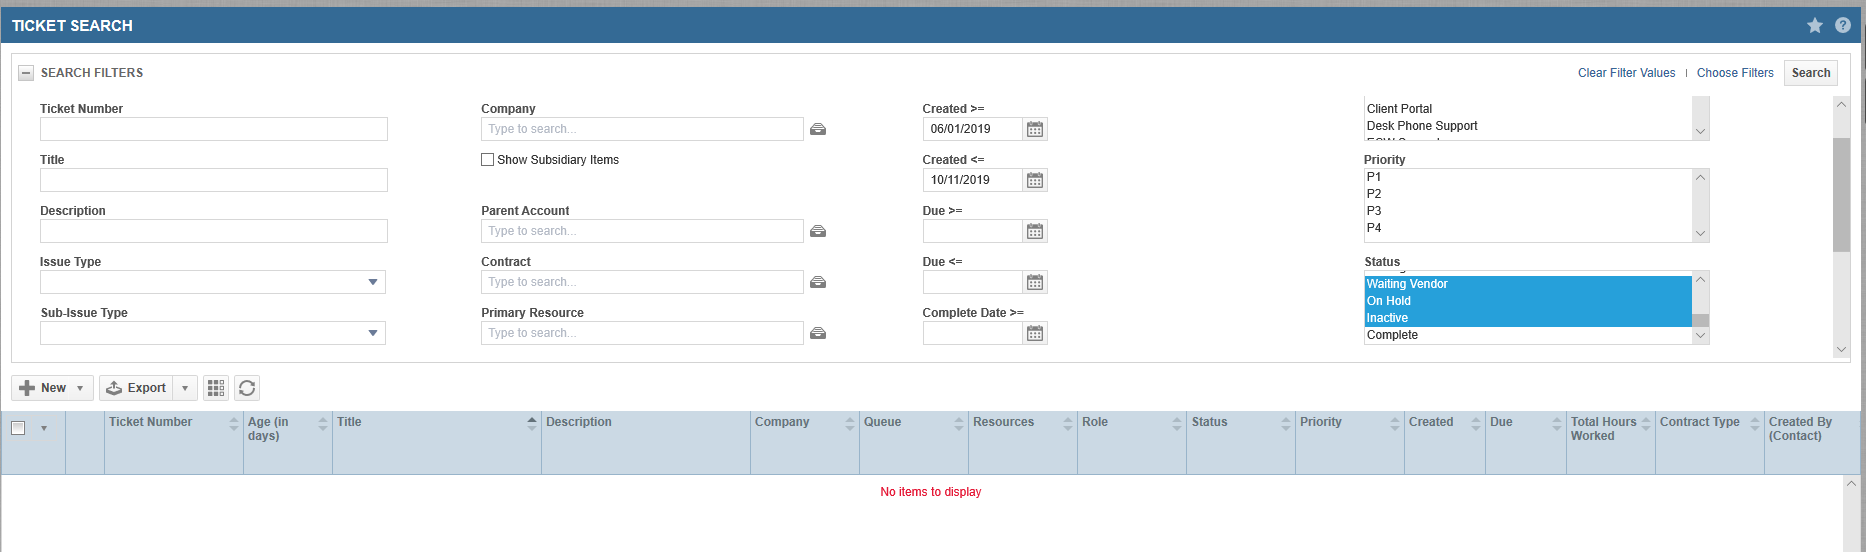 TICKET SEARCH
SEARCH FILTERS
Clear Filter Values
Choose Filters
Search
Ticket Number
Title
Description
Issue Type
Sub-Issue Type
Company
Type to search...
Show Subsidiary Items
Parent Account
Type to search...
Contract
Type to search...
Primary Resource
Type to search...
Created >=
06/01/2019
Created <=
10/11/2019
Due >=
Due <=
Complete Date >=
Client Portal
Desk Phone Support
Priority
P1
P2
P3
P4
Status
Waiting Vendor
On Hold
Inactive
Complete
New
Export
Ticket Number
Age (in
days)
Title
Description
Company
Queue
Resources
Role
Status
Priority
Created
Due
Total Hours
Worked
Contract Type
Created By
(Contact)
No items to display